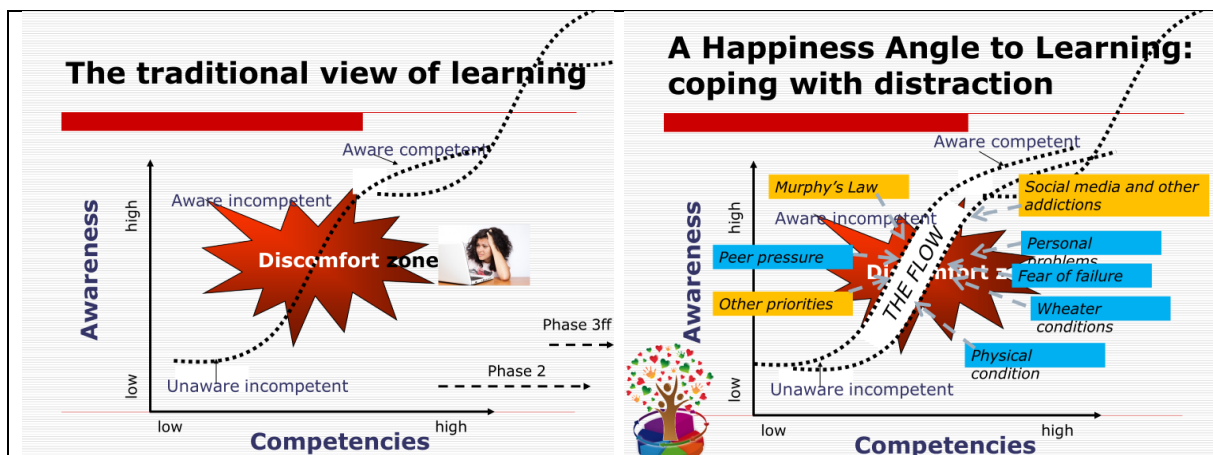 The traditional view of learning
Aware competent
Aware incompetent
high
Awareness
Discomfort zone
Phase 3ff
Phase 2
low
Unaware incompetent
low
high
Competencies
A Happiness Angle to Learning:
coping with distraction
Aware competent
Murphy's Law
Social media and other
addictions
Aware incompetent
high
Awareness
Peer pressure
Personal
problems
Discomfort z
Fear of failure
THE FLOW
Other priorities
Wheater
conditions
Physical
condition
low
Unaware incompetent
low
high
Competencies